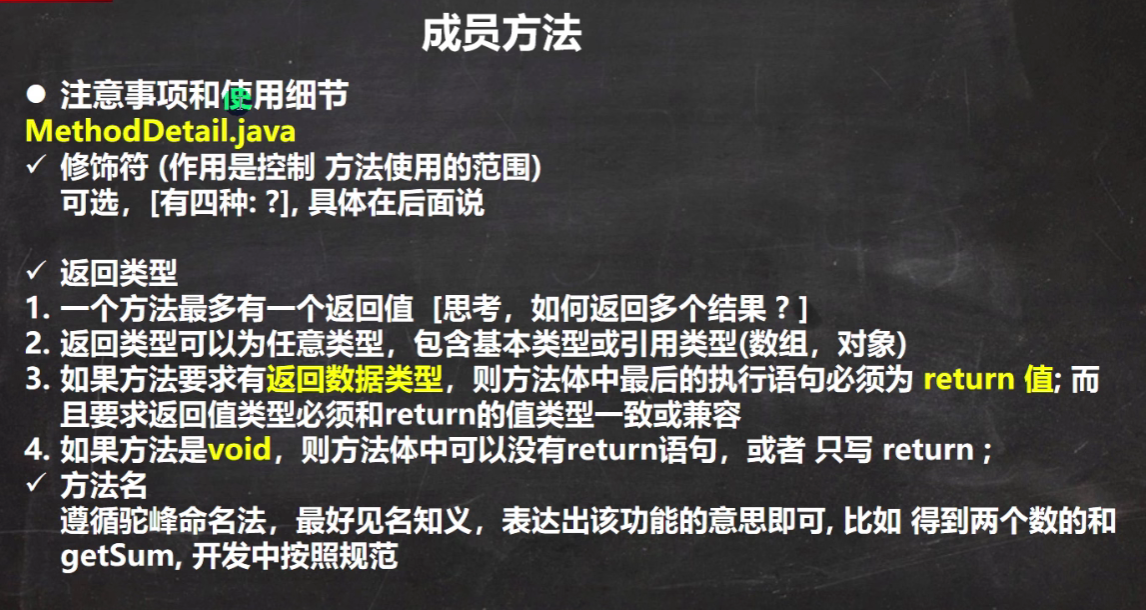 成员方法
● 注意事项和使用细节
MethodDetail.java
✓ 修饰符 (作用是控制 方法使用的范围)
可选，[有四种: ?], 具体在后面说
✓ 返回类型
1. 一个方法最多有一个返回值 [思考，如何返回多个结果 ? ]
2. 返回类型可以为任意类型，包含基本类型或引用类型(数组，对象)
3. 如果方法要求有返回数据类型，则方法体中最后的执行语句必须为 return 值; 而
且要求返回值类型必须和return的值类型一致或兼容
4. 如果方法是void，则方法体中可以没有return语句，或者 只写 return ;
✓ 方法名
遵循驼峰命名法，最好见名知义，表达出该功能的意思即可, 比如 得到两个数的和
getSum, 开发中按照规范